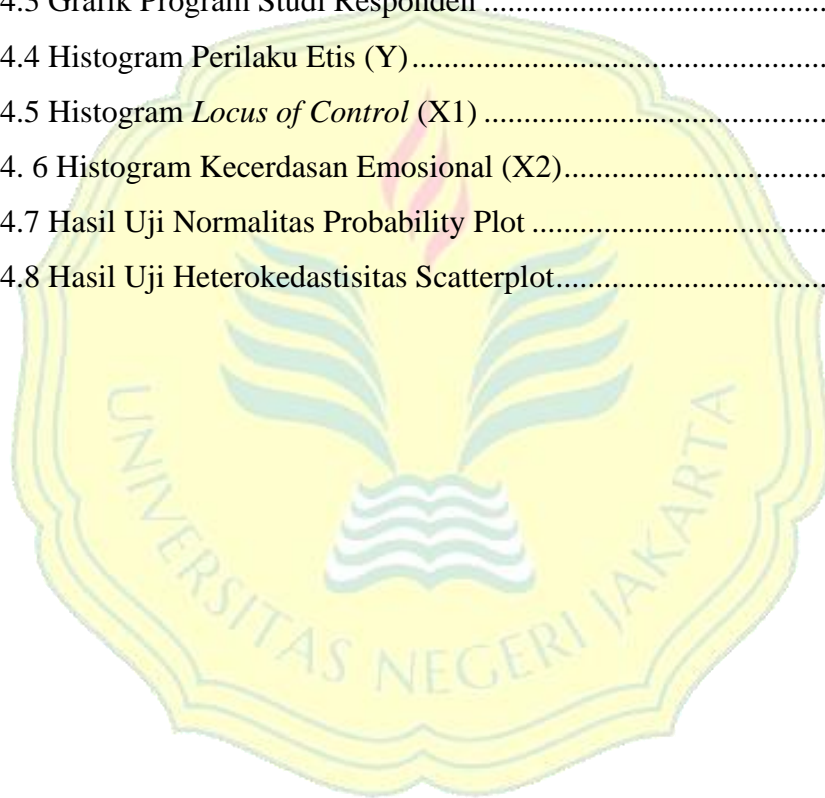 4.3 Grafik Program Studi Responden ..........................................
4.4 Histogram Perilaku Etis (Y) ...................................................
4.5 Histogram Locus of Control (X1) ..........................................
4. 6 Histogram Kecerdasan Emosional (X2)................................
4.7 Hasil Uji Normalitas Probability Plot ....................................
4.8 Hasil Uji Heterokedastisitas Scatterplot.................................
UNIVERSITAS NEGERI JAKARTA